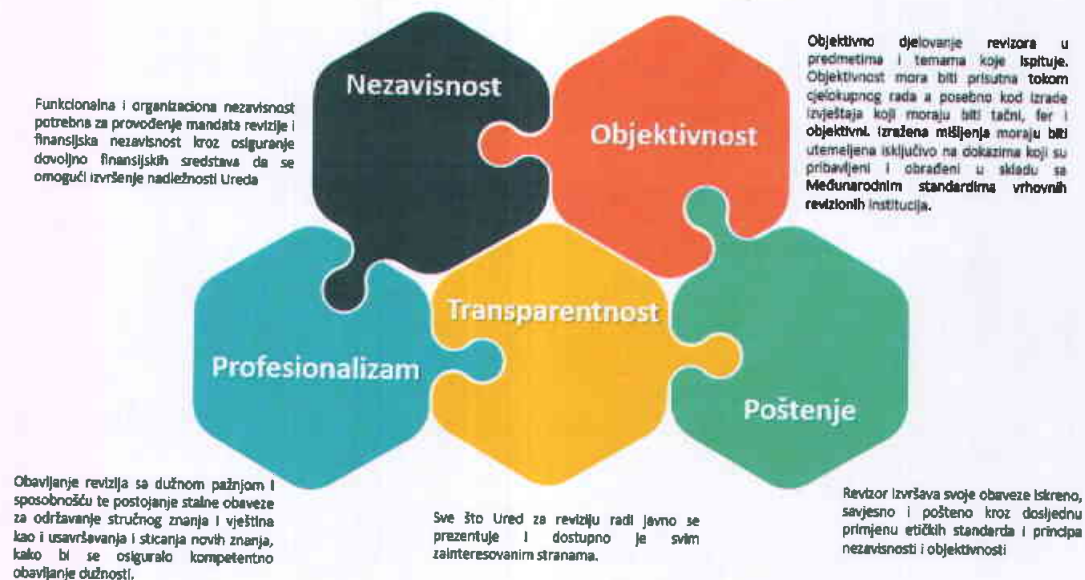 Nezavisnost
Funkcionalna i organizaciona nezavisnost
potrebna za provođenje mandata revizije i
finansijska nezavisnost kroz osiguranje
dovoljno finansijskih sredstava da se
omogući izvršenje nadležnosti Ureda
Objektivnost
Objektivno djelovanje revizora u
predmetima i temama koje ispituje.
Objektivnost mora biti prisutna tokom
cjelokupnog rada a posebno kod izrade
izvještaja koji moraju biti tačni, fer i
objektivni. Izražena mišljenja moraju biti
utemeljena isključivo na dokazima koji su
pribavljeni i obrađeni u skladu sa
Međunarodnim standardima vrhovnih
revizionih institucija.
Profesionalizam
Obavljanje revizija sa dužnom pažnjom i
sposobnošću te postojanje stalne obaveze
za održavanje stručnog znanja i vještina
kao i usavršavanja i sticanja novih znanja,
kako bi se osiguralo kompetentno
obavljanje dužnosti.
Transparentnost
Sve što Ured za reviziju radi javno se
prezentuje i dostupno je svim
zainteresovanim stranama.
Poštenje
Revizor izvršava svoje obaveze iskreno,
savjesno i pošteno kroz dosljednu
primjenu etičkih standarda i principa
nezavisnosti i objektivnosti